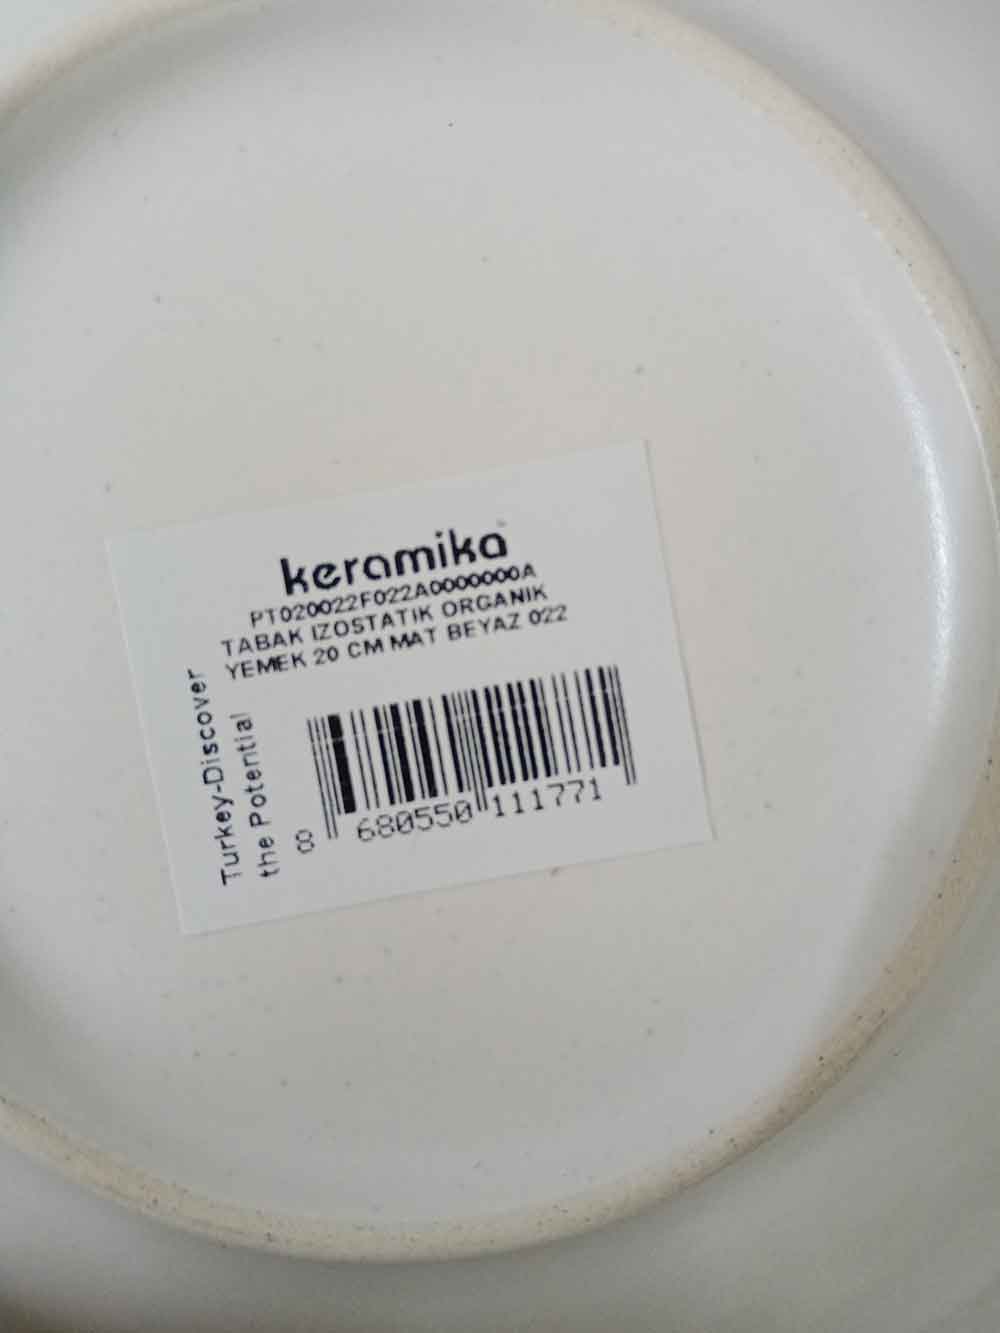 keramika
PT020022F022A0000000A
TABAK IZOSTATIK ORGANIK
YEMEK 20 CM MAT BEYAZ 022
Turkey-Discover
the Potential
8 680550 111771